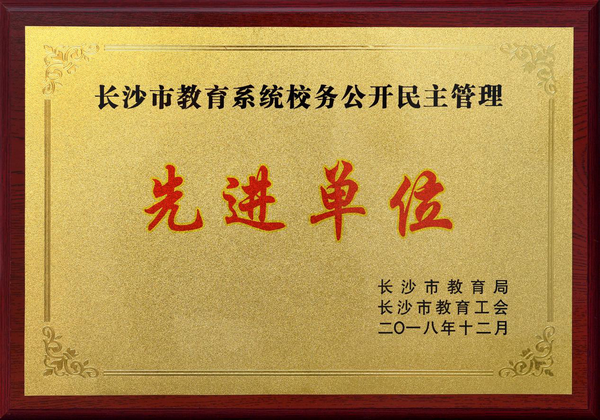 长沙市教育系统校务公开民主管理
先进单位
长沙市教育局
长沙市教育工会
二〇一八年十二月